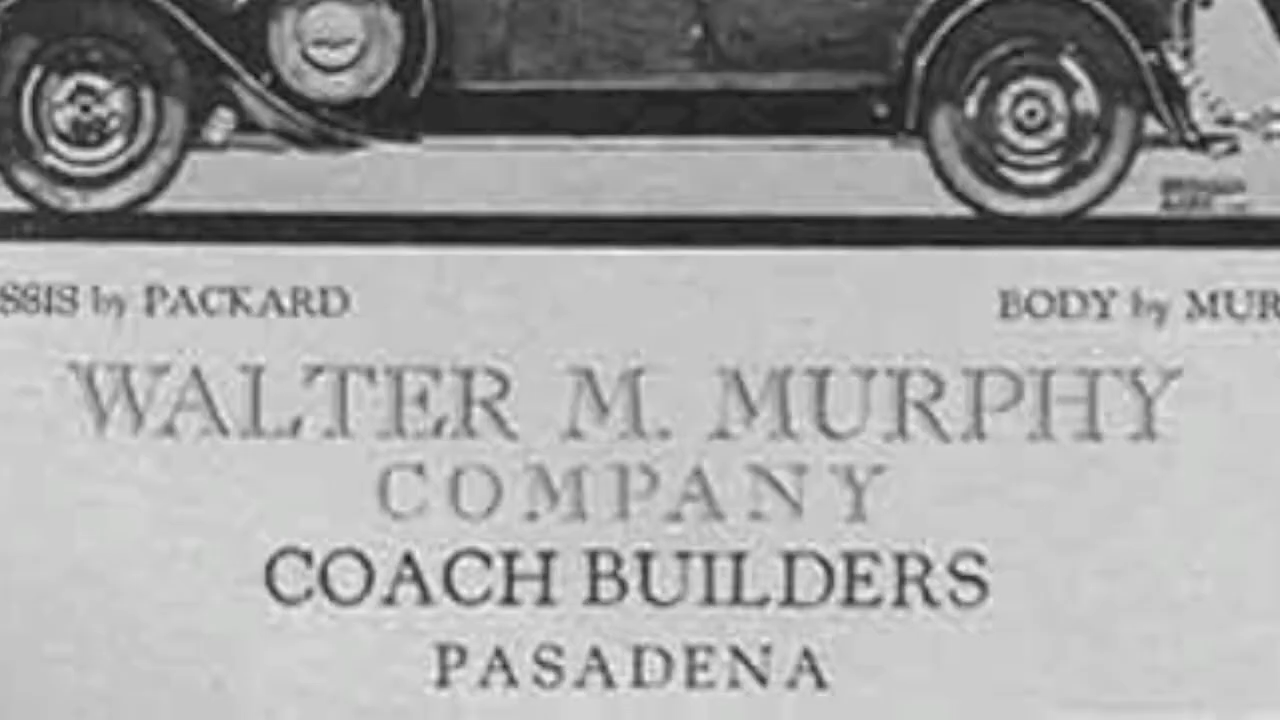 SSIS by PACKARD BODY by MUR
WALTER M. MURPHY
COMPANY
COACH BUILDERS
PASADENA